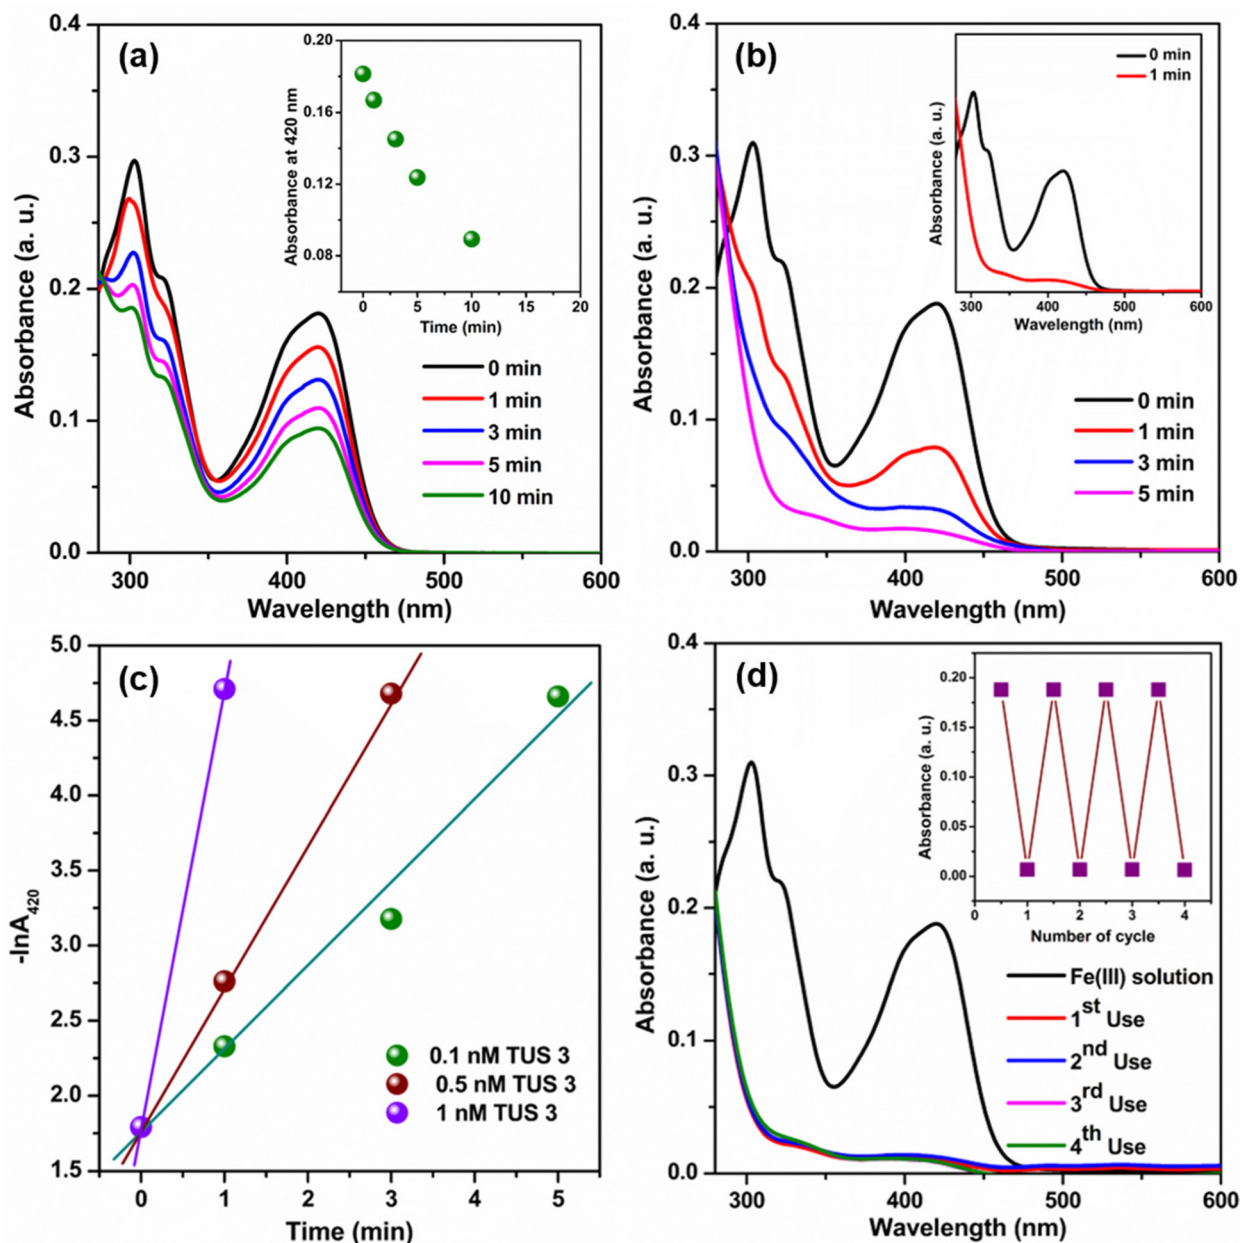 (a)
0.4
0.3
0.2
0.1
0.0
Absorbance (a. u.)
300 400 500 600
Wavelength (nm)
0.20
0.16
0.12
0.08
Absorbance at 420 nm
0 5 10 15 20
Time (min)
0 min
1 min
3 min
5 min
10 min
(b)
0.4
0.3
0.2
0.1
0.0
Absorbance (a. u.)
300 400 500 600
Wavelength (nm)
0 min
1 min
Absorbance (a. u.)
300 400 500 600
Wavelength (nm)
0 min
1 min
3 min
5 min
(c)
5.0
4.5
4.0
3.5
3.0
2.5
2.0
1.5
-lnA420
0 1 2 3 4 5
Time (min)
0.1 nM TUS 3
0.5 nM TUS 3
1 nM TUS 3
(d)
0.4
0.3
0.2
0.1
0.0
Absorbance (a. u.)
300 400 500 600
Wavelength (nm)
0.20
0.15
0.10
0.05
0.00
Absorbance (a. u.)
0 1 2 3 4
Number of cycle
Fe(III) solution
1st Use
2nd Use
3rd Use
4th Use